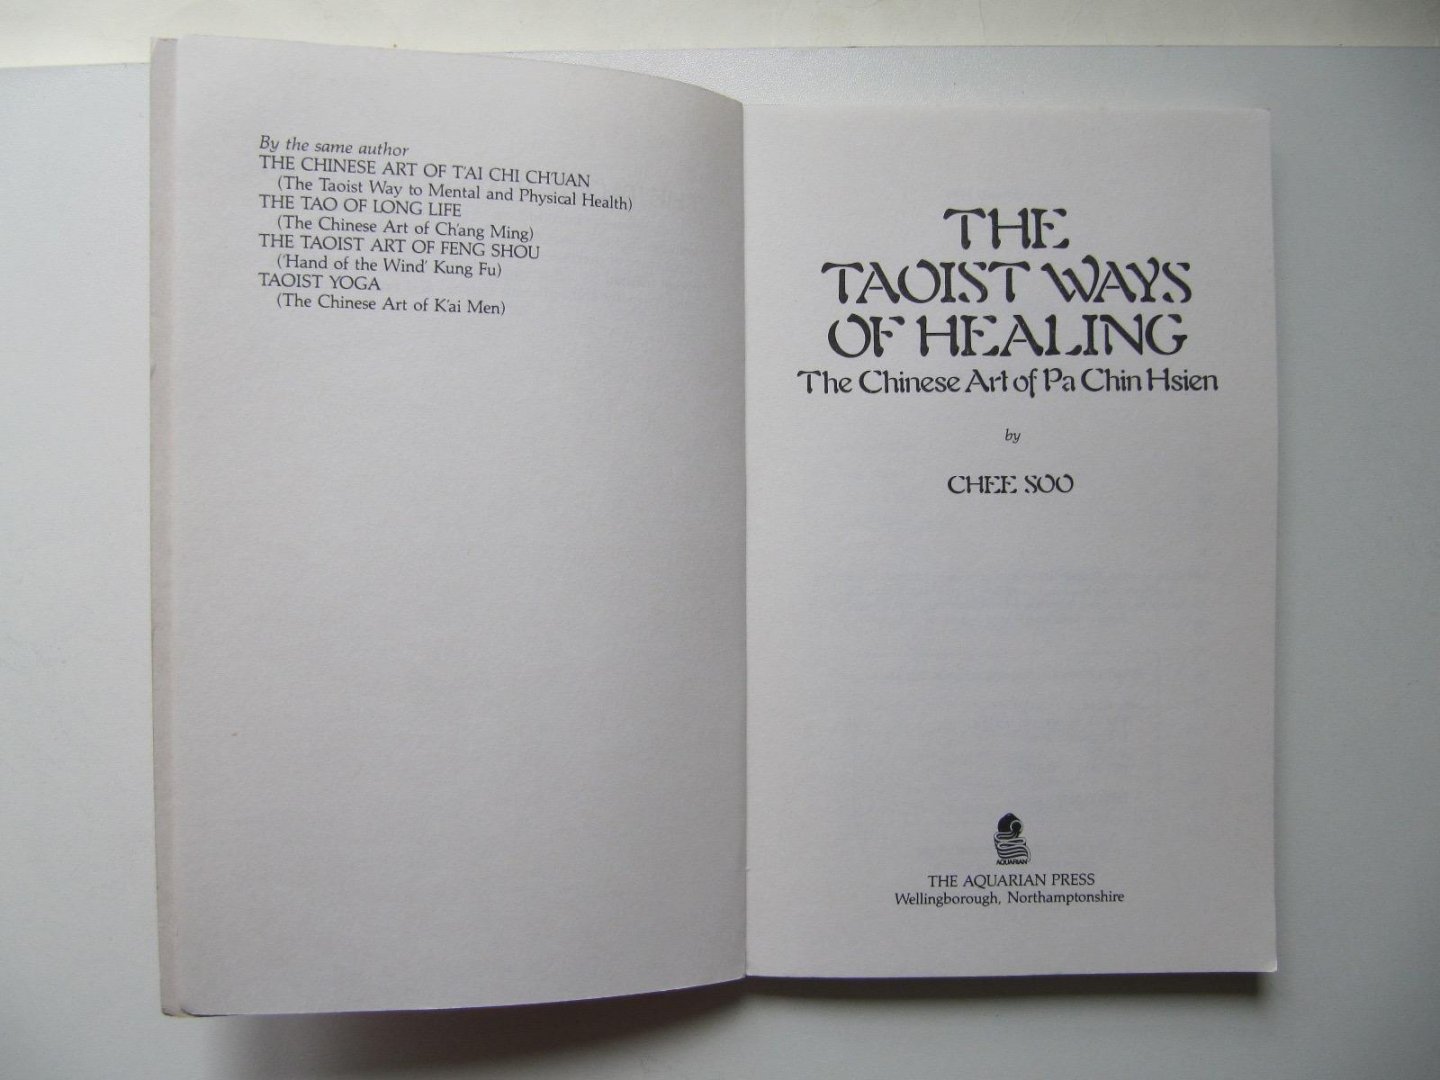 By the same author
THE CHINESE ART OF T'AI CHI CH'UAN
(The Taoist Way to Mental and Physical Health)
THE TAO OF LONG LIFE
(The Chinese Art of Ch'ang Ming)
THE TAOIST ART OF FENG SHOU
('Hand of the Wind' Kung Fu)
TAOIST YOGA
(The Chinese Art of K'ai Men)
THE
TAOIST WAYS
OF HEALING
The Chinese Art of Pa Chin Hsien
by
CHEE SOO
AQUARIAN
THE AQUARIAN PRESS
Wellingborough, Northamptonshire